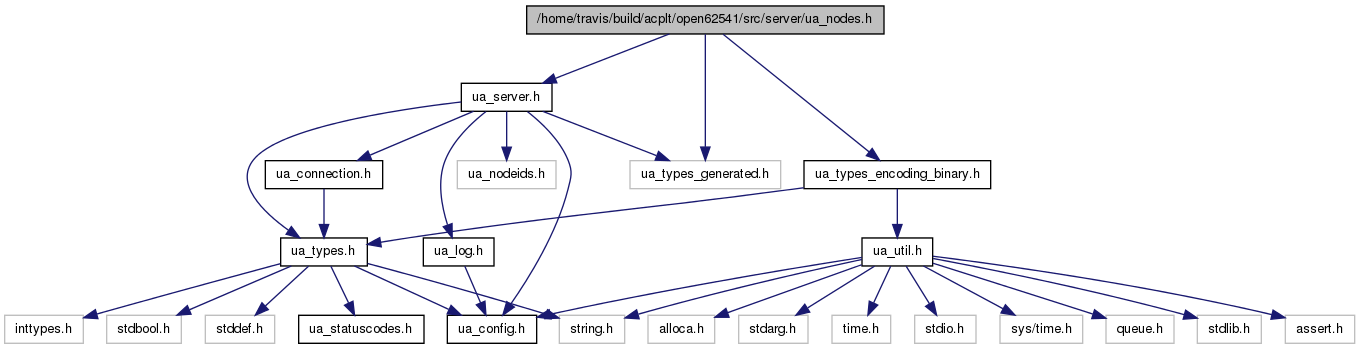 /home/travis/build/acplt/open62541/src/server/ua_nodes.h
ua_server.h
ua_connection.h
ua_nodeids.h
ua_types_generated.h
ua_types_encoding_binary.h
ua_types.h
ua_log.h
ua_util.h
inttypes.h
stdbool.h
stddef.h
ua_statuscodes.h
ua_config.h
string.h
alloca.h
stdarg.h
time.h
stdio.h
sys/time.h
queue.h
stdlib.h
assert.h